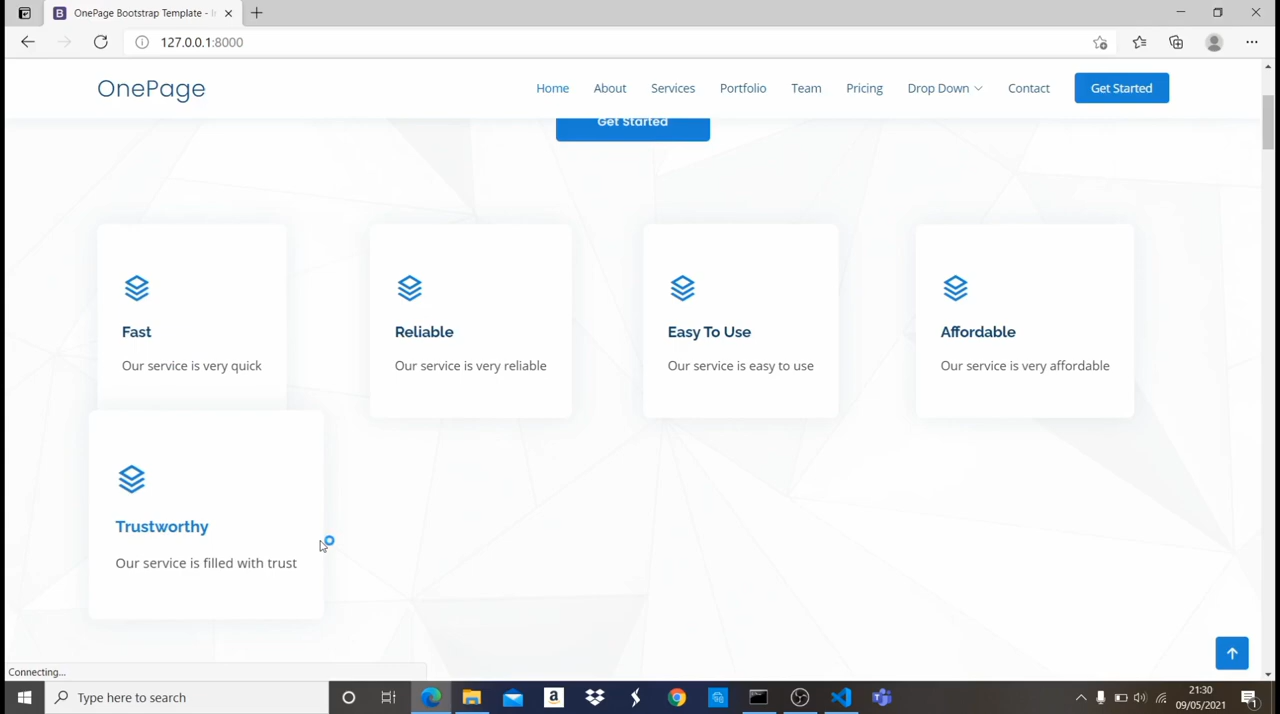 OnePage Bootstrap Template - I
127.0.0.1:8000
OnePage
Home
About
Services
Portfolio
Team
Pricing
Drop Down
Contact
Get Started
Get Started
Fast
Our service is very quick
Reliable
Our service is very reliable
Easy To Use
Our service is easy to use
Affordable
Our service is very affordable
Trustworthy
Our service is filled with trust
Connecting...
Type here to search
21:30
09/05/2021
1